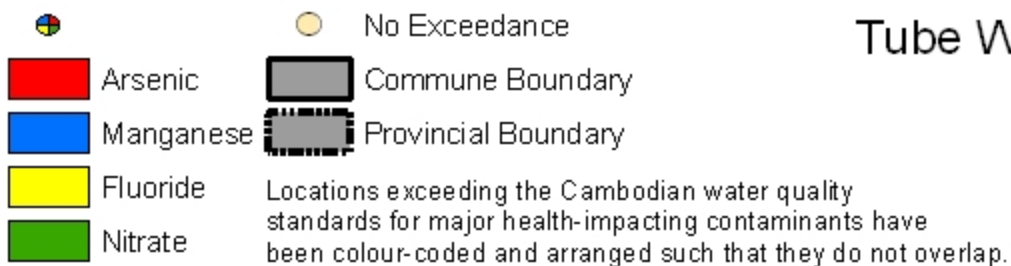 No Exceedance
Tube
Arsenic
Commune Boundary
Manganese
Provincial Boundary
Fluoride
Nitrate
Locations exceeding the Cambodian water quality
standards for major health-impacting contaminants have
been colour-coded and arranged such that they do not overlap.